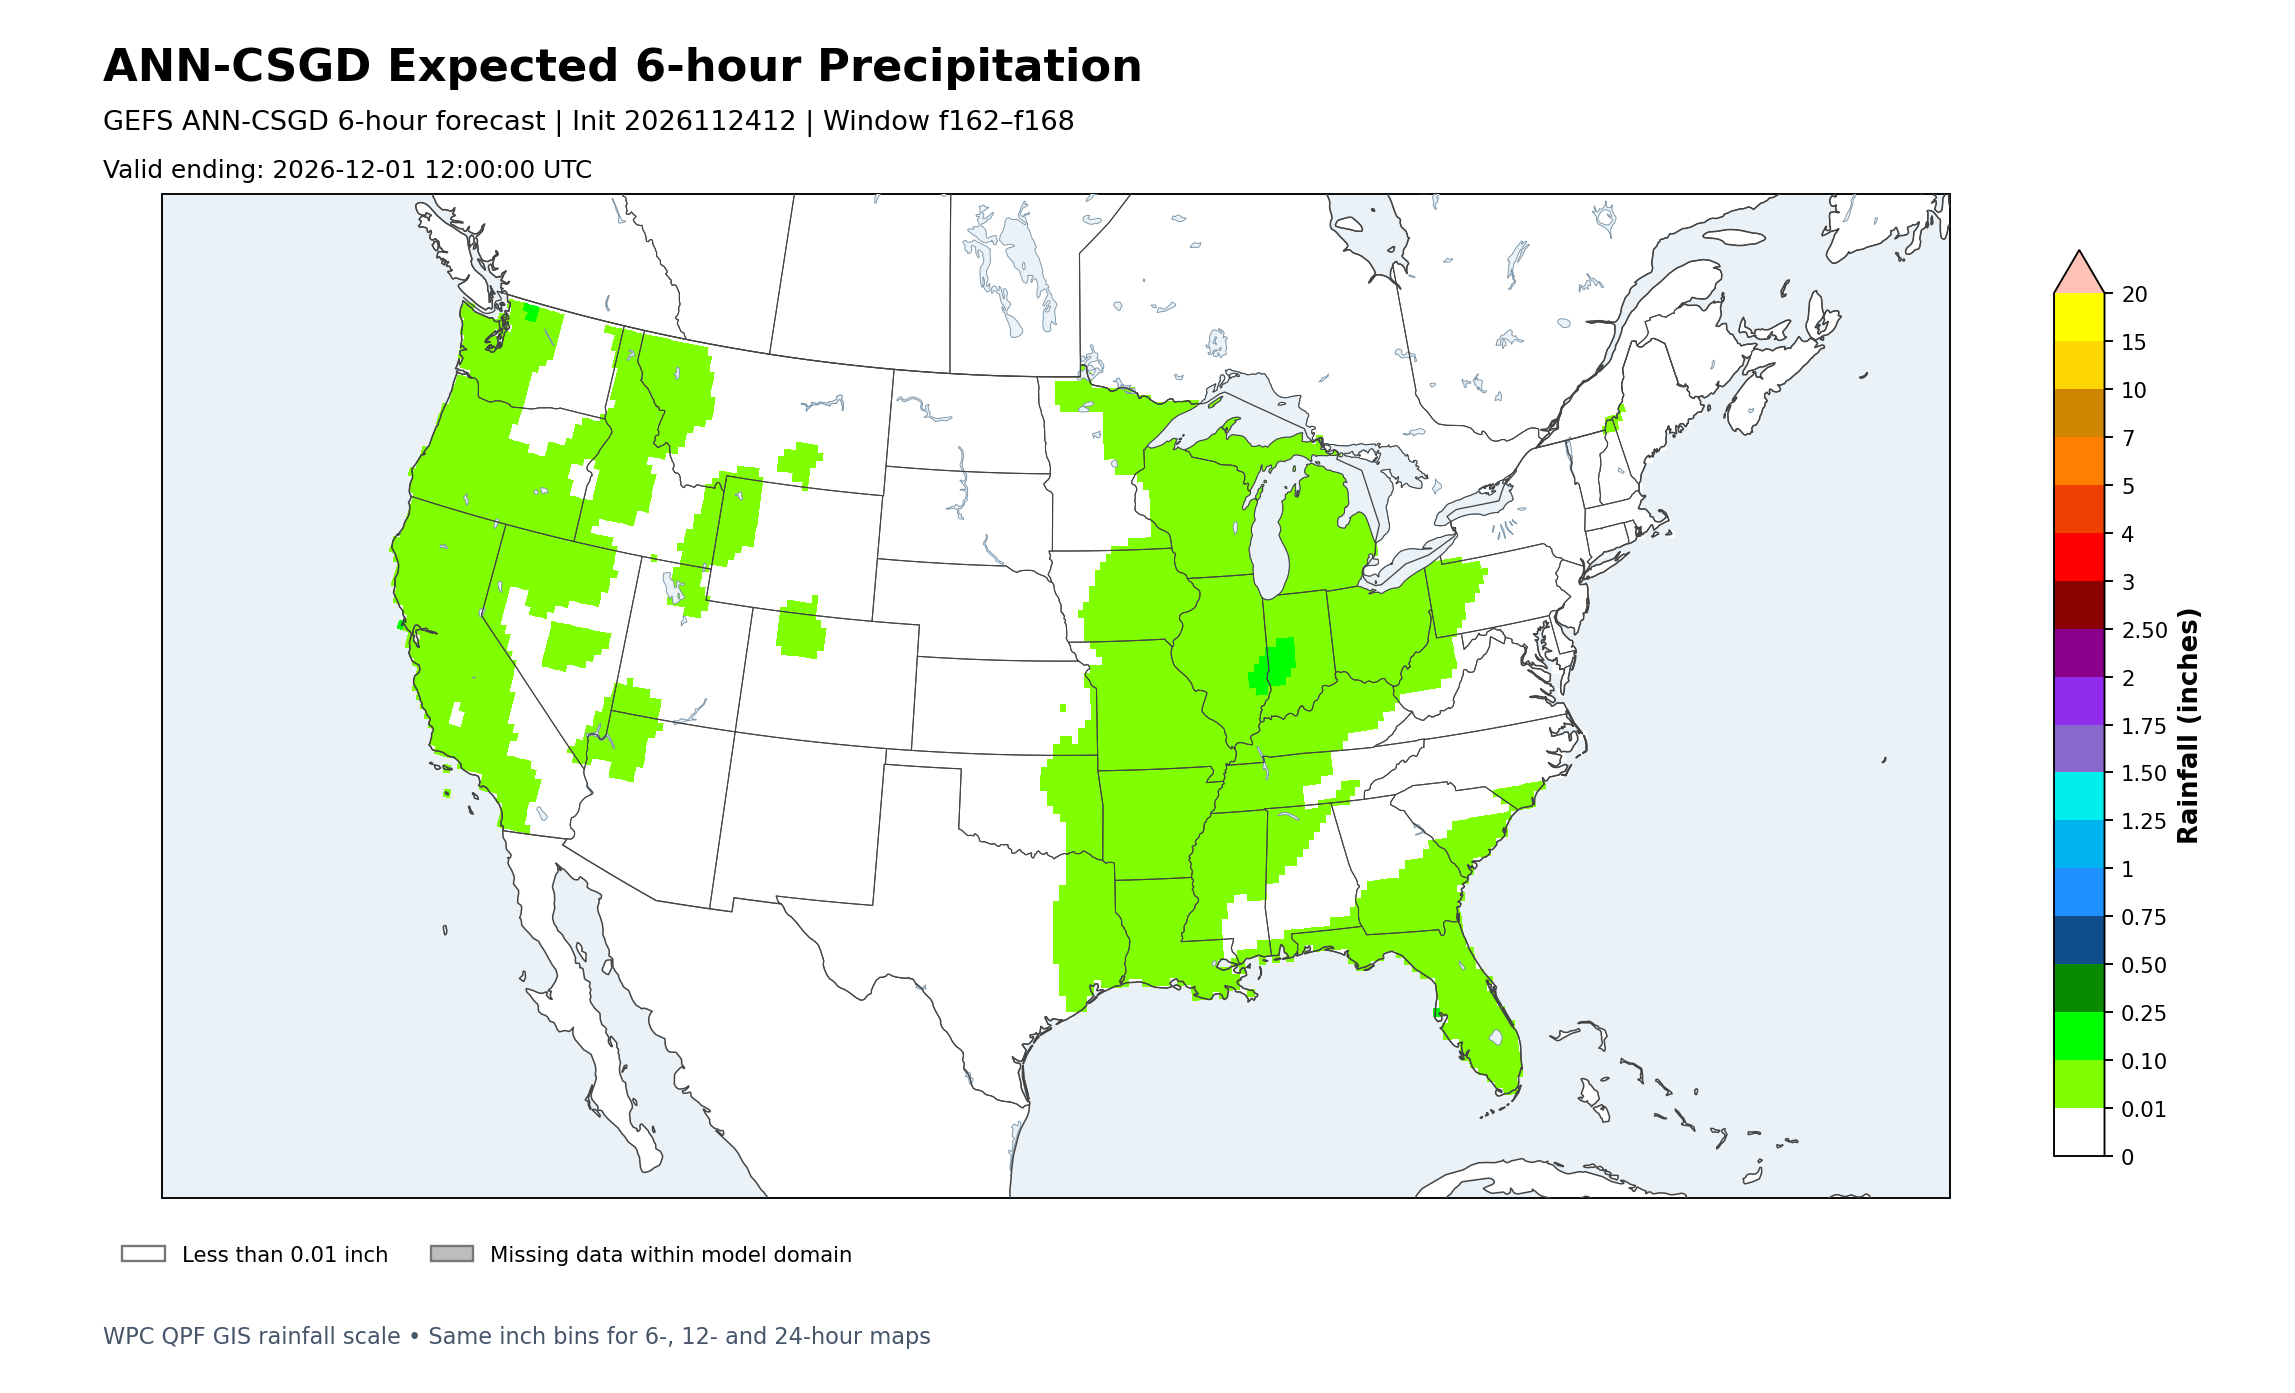 ANN-CSGD Expected 6-hour Precipitation
GEFS ANN-CSGD 6-hour forecast | Init 2026112412 | Window f162–f168
Valid ending: 2026-12-01 12:00:00 UTC
20
15
10
7
5
4
3
2.50
2
1.75
1.50
1.25
1
0.75
0.50
0.25
0.10
0.01
0
Rainfall (inches)
Less than 0.01 inch
Missing data within model domain
WPC QPF GIS rainfall scale • Same inch bins for 6-, 12- and 24-hour maps